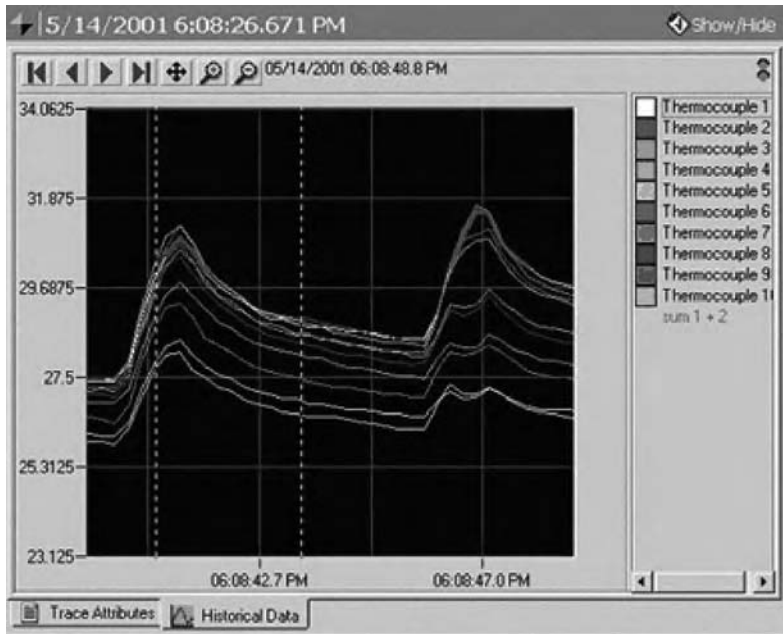 5/14/2001 6:08:26.671 PM
Show/Hide
05/14/2001 06:08:48.8 PM
34.0625
31.875
29.6875
27.5
25.3125
23.125
06:08:42.7 PM
06:08:47.0 PM
Thermocouple 1
Thermocouple 2
Thermocouple 3
Thermocouple 4
Thermocouple 5
Thermocouple 6
Thermocouple 7
Thermocouple 8
Thermocouple 9
Thermocouple 1
sum 1 + 2
Trace Attributes
Historical Data